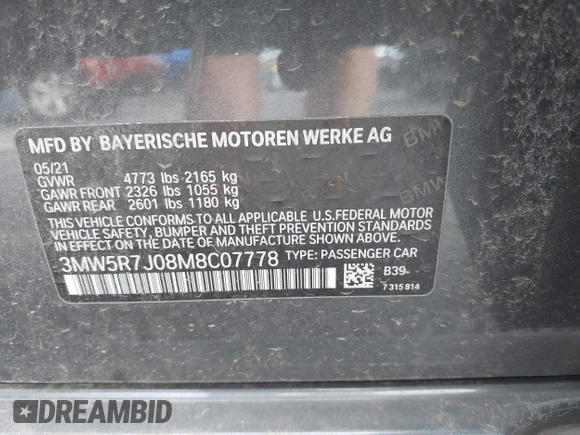 MFD BY BAYERISCHE MOTOREN WERKE AG
05/21
GVWR 4773 lbs 2165 kg
GAWR FRONT 2326 lbs 1055 kg
GAWR REAR 2601 lbs 1180 kg
THIS VEHICLE CONFORMS TO ALL APPLICABLE U.S.FEDERAL MOTOR
VEHICLE SAFETY, BUMPER AND THEFT PREVENTION STANDARDS
IN EFFECT ON THE DATE OF MANUFACTURE SHOWN ABOVE.
3MW5R7J08M8C07778 TYPE: PASSENGER CAR
B39
7 315 814
BMW
BMW
DREAMBID